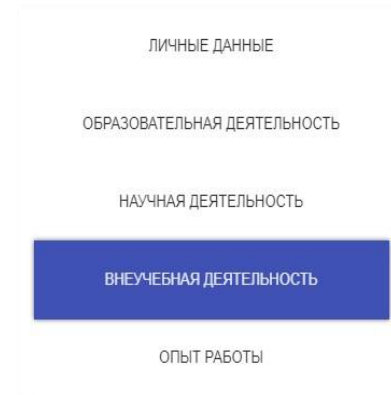 ЛИЧНЫЕ ДАННЫЕ
ОБРАЗОВАТЕЛЬНАЯ ДЕЯТЕЛЬНОСТЬ
НАУЧНАЯ ДЕЯТЕЛЬНОСТЬ
ВНЕУЧЕБНАЯ ДЕЯТЕЛЬНОСТЬ
ОПЫТ РАБОТЫ